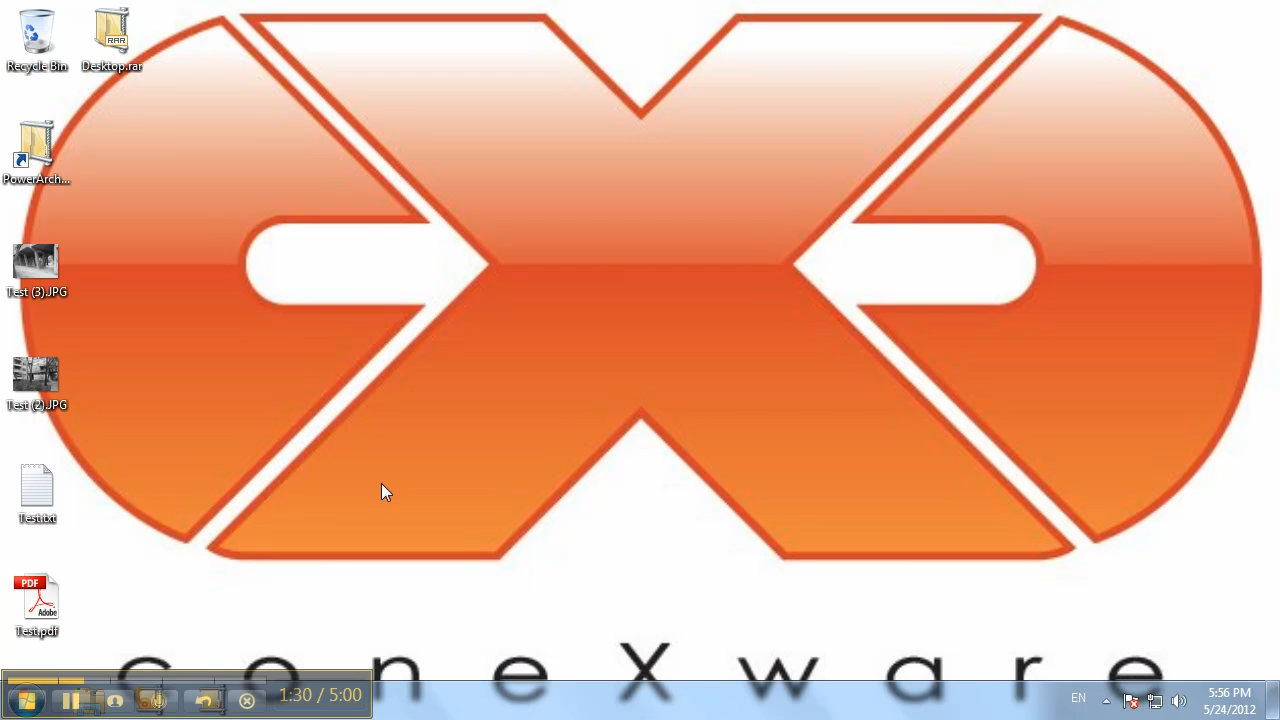 Recycle Bin
Desktop.rar
RAR
PowerArch...
Test (3).JPG
Test (2).JPG
Test.txt
PDF
Adobe
Test.pdf
coneXware
1:30 / 5:00
EN
5:56 PM
5/24/2012